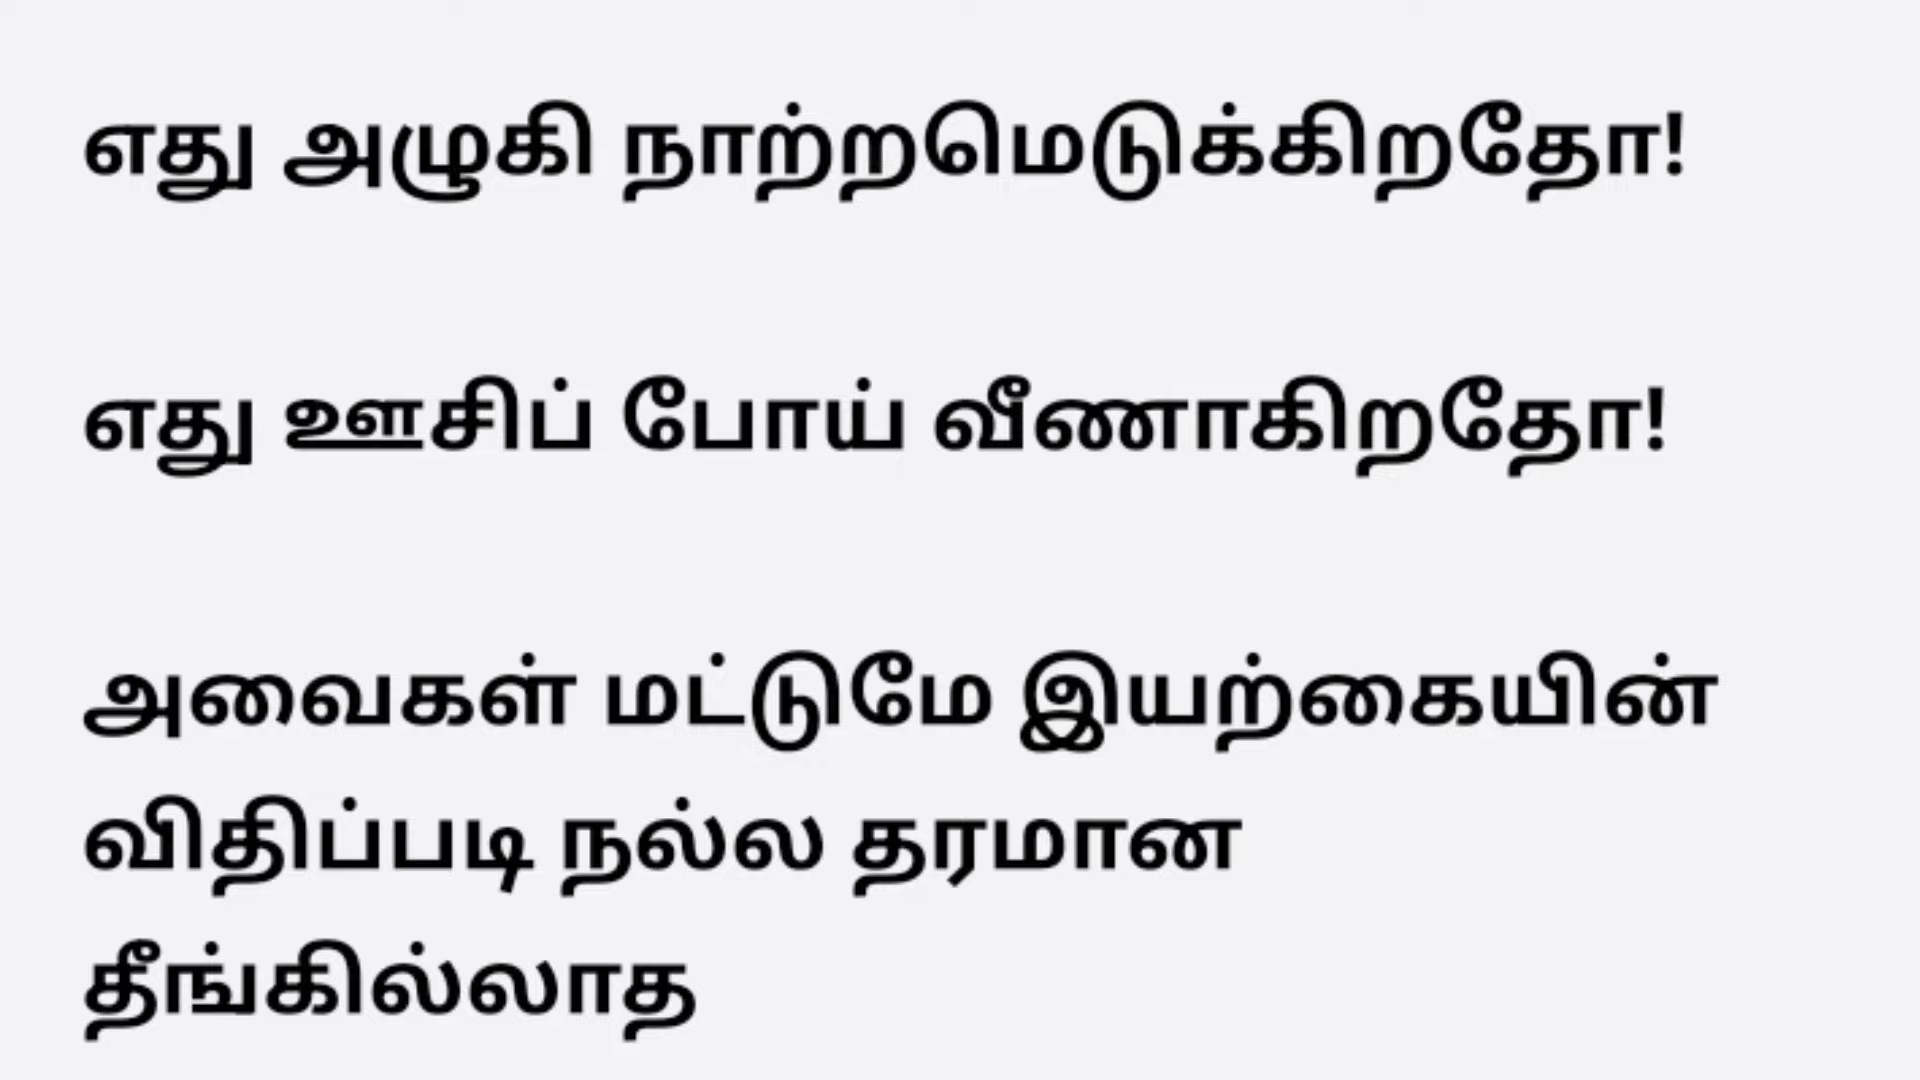 எது அழுகி நாற்றமெடுக்கிறதோ!
எது ஊசிப் போய் வீணாகிறதோ!
அவைகள் மட்டுமே இயற்கையின்
விதிப்படி நல்ல தரமான
தீங்கில்லாத